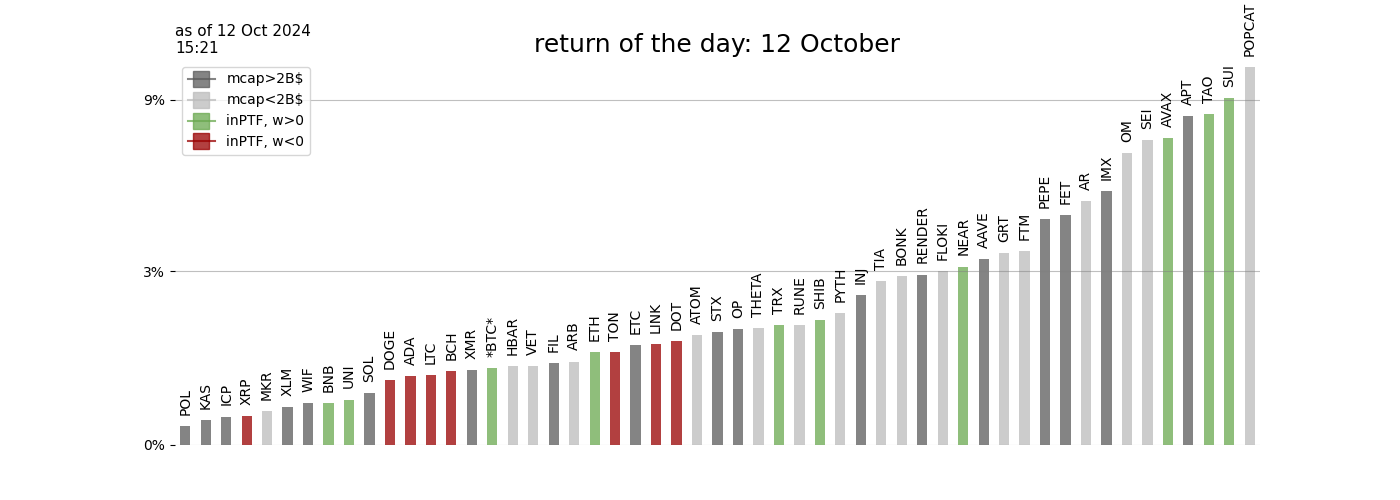 as of 12 Oct 2024
15:21
return of the day: 12 October
mcap>2B$
mcap<2B$
inPTF, w>0
inPTF, w<0
9%
3%
0%
POL
KAS
ICP
XRP
MKR
XLM
WIF
BNB
UNI
SOL
DOGE
ADA
LTC
BCH
XMR
*BTC*
HBAR
VET
FIL
ARB
ETH
TON
ETC
LINK
DOT
ATOM
STX
OP
THETA
TRX
RUNE
SHIB
PYTH
INJ
TIA
BONK
RENDER
FLOKI
NEAR
AAVE
GRT
FTM
PEPE
FET
AR
IMX
OM
SEI
AVAX
APT
TAO
SUI
POPCAT